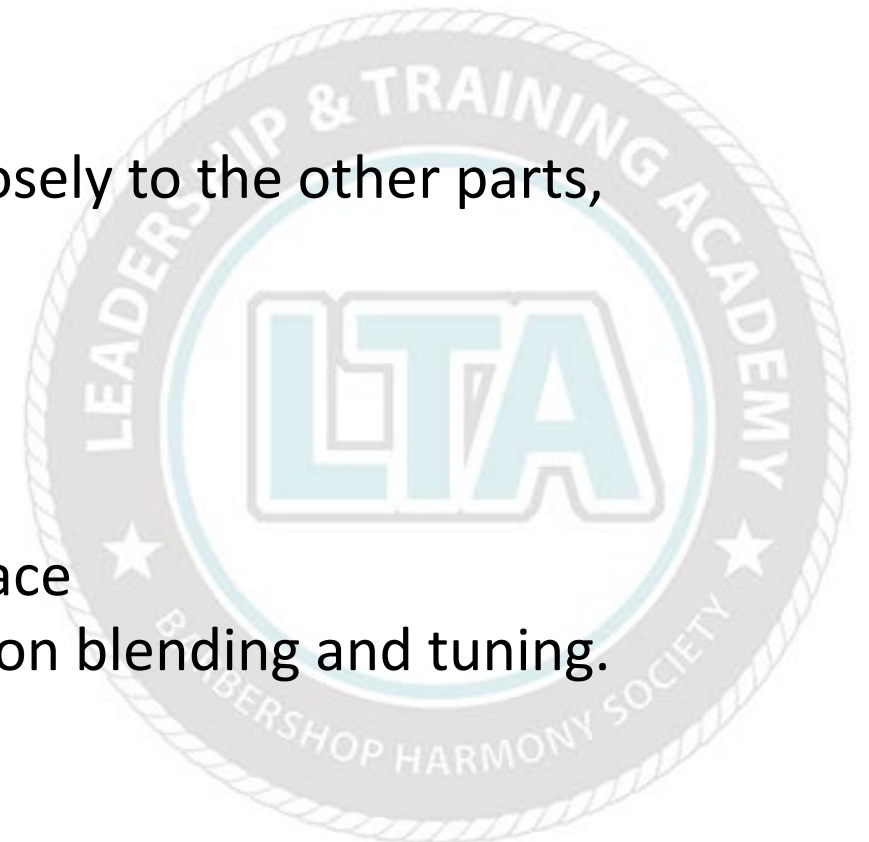 LEADERSHIP & TRAINING ACADEMY
osely to the other parts,
LTA
ace
on blending and tuning.
BARBERSHOP HARMONY SOCIETY